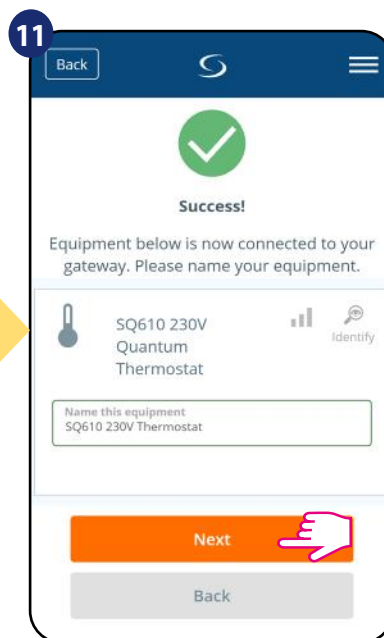 11
Back
Success!
Equipment below is now connected to your
gateway. Please name your equipment.
SQ610 230V
Quantum
Thermostat
Identify
Name this equipment
SQ610 230V Thermostat
Next
Back